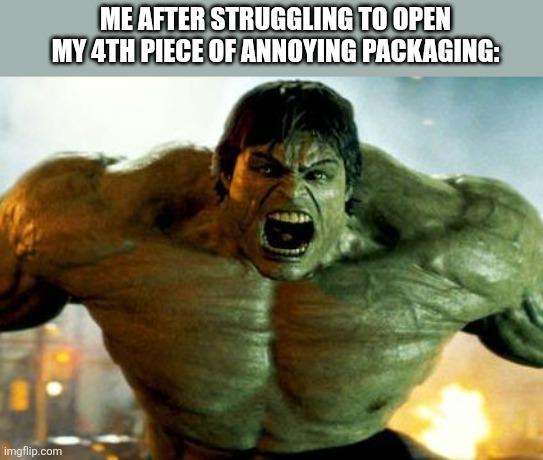 ME AFTER STRUGGLING TO OPEN
MY 4TH PIECE OF ANNOYING PACKAGING:
imgflip.com